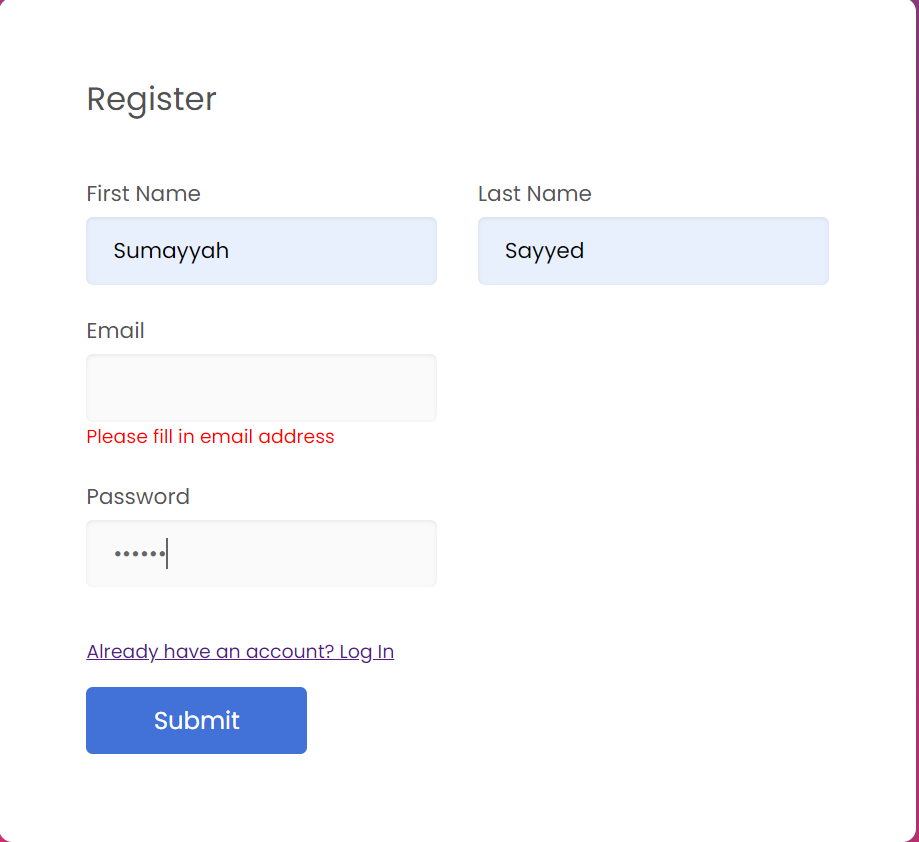 Register
First Name
Last Name
Sumayyah
Sayyed
Email
Please fill in email address
Password
••••••
Already have an account? Log In
Submit